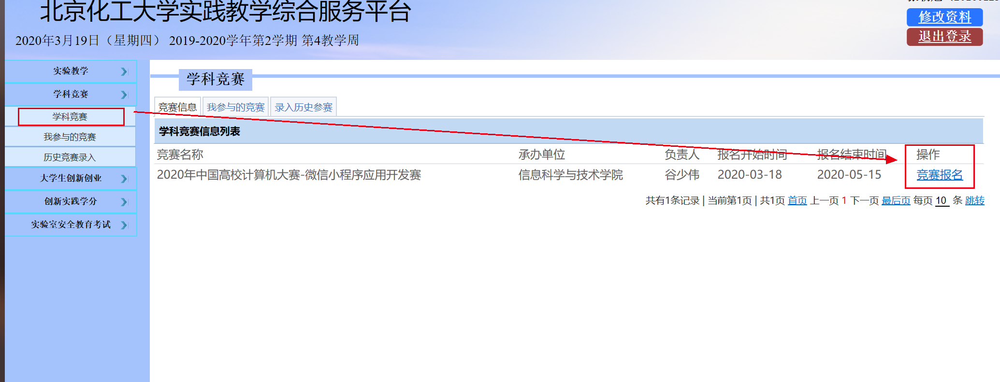 北京化工大学实践教学综合服务平台
2020年3月19日（星期四） 2019-2020学年第2学期 第4教学周
修改资料
退出登录
实验教学
学科竞赛
学科竞赛
我参与的竞赛
历史竞赛录入
大学生创新创业
创新实践学分
实验室安全教育考试
学科竞赛
竞赛信息 我参与的竞赛 录入历史参赛
学科竞赛信息列表
竞赛名称 承办单位 负责人 报名开始时间 报名结束时间 操作
2020年中国高校计算机大赛-微信小程序应用开发赛 信息科学与技术学院 谷少伟 2020-03-18 2020-05-15 竞赛报名
共有1条记录 | 当前第1页 | 共1页 首页 上一页 1 下一页 最后页 每页 10 条 跳转